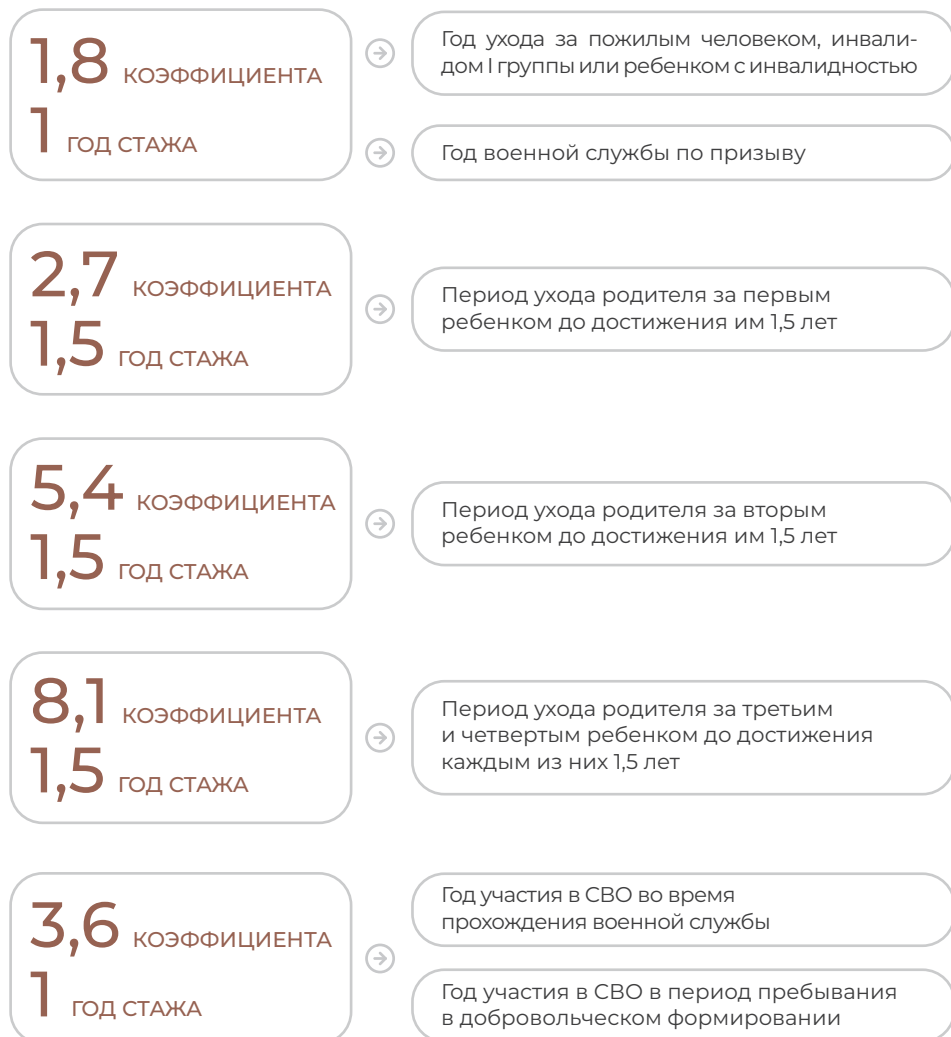 1,8 КОЭФФИЦИЕНТА
1 ГОД СТАЖА
Год ухода за пожилым человеком, инвали-
дом I группы или ребенком с инвалидностью
Год военной службы по призыву
2,7 КОЭФФИЦИЕНТА
1,5 ГОД СТАЖА
Период ухода родителя за первым
ребенком до достижения им 1,5 лет
5,4 КОЭФФИЦИЕНТА
1,5 ГОД СТАЖА
Период ухода родителя за вторым
ребенком до достижения им 1,5 лет
8,1 КОЭФФИЦИЕНТА
1,5 ГОД СТАЖА
Период ухода родителя за третьим
и четвертым ребенком до достижения
каждым из них 1,5 лет
3,6 КОЭФФИЦИЕНТА
1 ГОД СТАЖА
Год участия в СВО во время
прохождения военной службы
Год участия в СВО в период пребывания
в добровольческом формировании